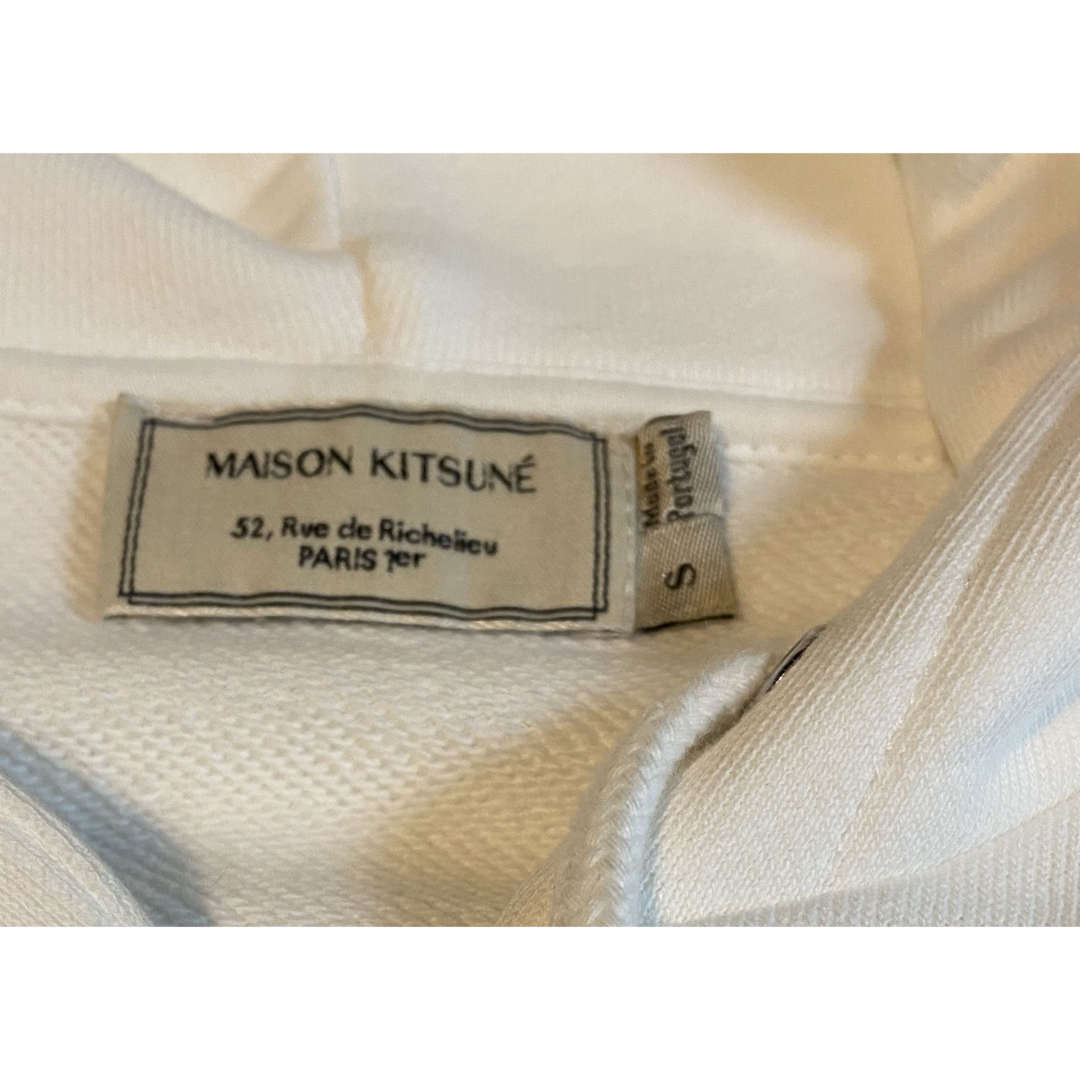 MAISON KITSUNÉ
52, Rue de Richelieu
PARIS 1er
Made in
Portugal
S